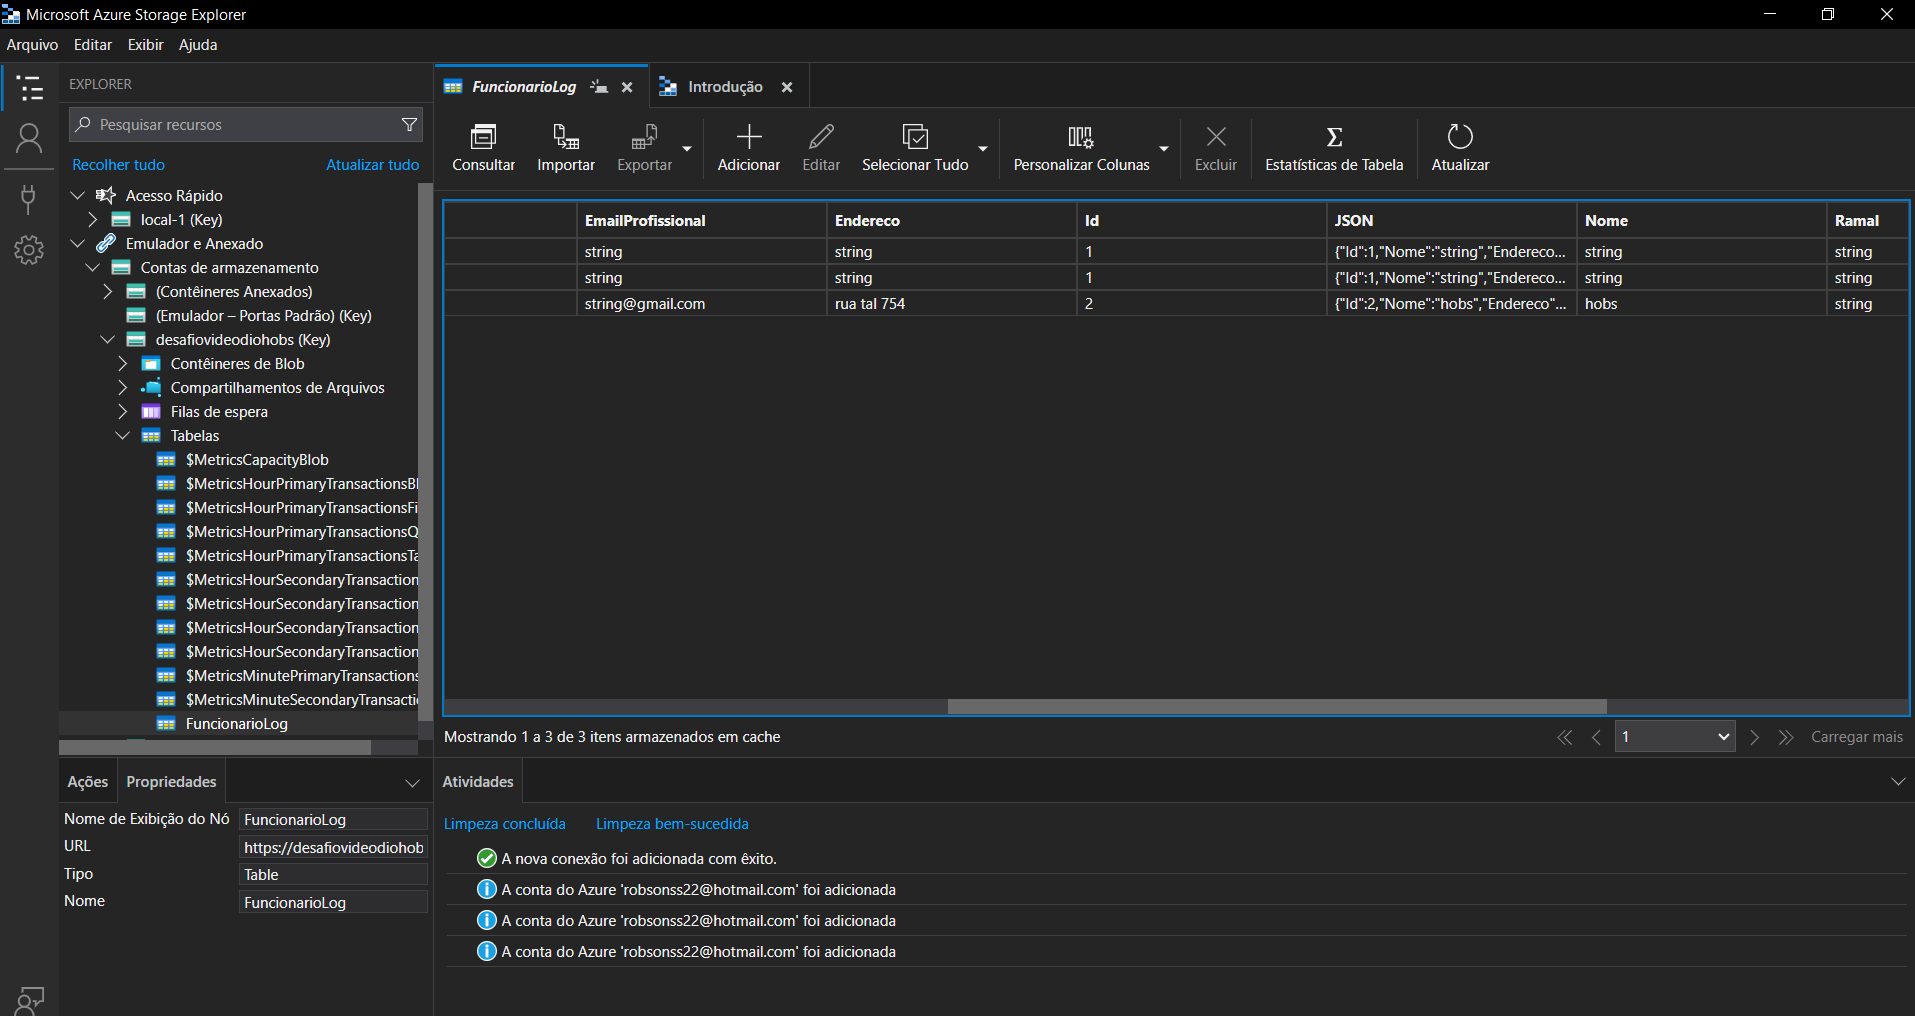 Microsoft Azure Storage Explorer
Arquivo Editar Exibir Ajuda
EXPLORER
Pesquisar recursos
Recolher tudo Atualizar tudo
Acesso Rápido
local-1 (Key)
Emulador e Anexado
Contas de armazenamento
(Contêineres Anexados)
(Emulador – Portas Padrão) (Key)
desafiovideodiohobs (Key)
Contêineres de Blob
Compartilhamentos de Arquivos
Filas de espera
Tabelas
$MetricsCapacityBlob
$MetricsHourPrimaryTransactionsBl
$MetricsHourPrimaryTransactionsFi
$MetricsHourPrimaryTransactionsQ
$MetricsHourPrimaryTransactionsTa
$MetricsHourSecondaryTransaction
$MetricsHourSecondaryTransaction
$MetricsHourSecondaryTransaction
$MetricsHourSecondaryTransaction
$MetricsMinutePrimaryTransactions
$MetricsMinuteSecondaryTransacti
FuncionarioLog
Ações Propriedades
Nome de Exibição do Nó FuncionarioLog
URL https://desafiovideodiohob
Tipo Table
Nome FuncionarioLog
FuncionarioLog Introdução
Consultar Importar Exportar Adicionar Editar Selecionar Tudo Personalizar Colunas Excluir Estatísticas de Tabela Atualizar
EmailProfissional Endereco Id JSON Nome Ramal
string string 1 {"Id":1,"Nome":"string","Endereco... string string
string string 1 {"Id":1,"Nome":"string","Endereco... string string
string@gmail.com rua tal 754 2 {"Id":2,"Nome":"hobs","Endereco"... hobs string
Mostrando 1 a 3 de 3 itens armazenados em cache
1 Carregar mais
Atividades
Limpeza concluída Limpeza bem-sucedida
A nova conexão foi adicionada com êxito.
A conta do Azure 'robsonss22@hotmail.com' foi adicionada
A conta do Azure 'robsonss22@hotmail.com' foi adicionada
A conta do Azure 'robsonss22@hotmail.com' foi adicionada